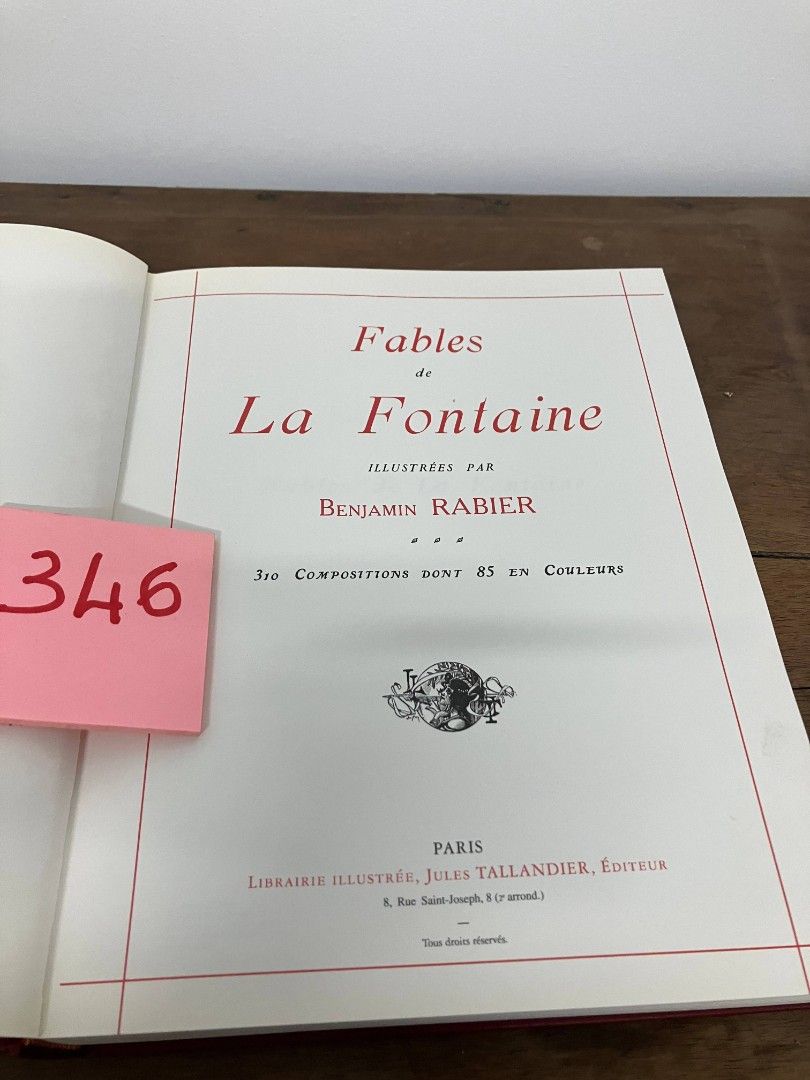 Fables
de
La Fontaine
ILLUSTRÉES PAR
BENJAMIN RABIER
310 COMPOSITIONS DONT 85 EN COULEURS
346
J T
PARIS
LIBRAIRIE ILLUSTRÉE, JULES TALLANDIER, ÉDITEUR
8, Rue Saint-Joseph, 8 (2e arrond.)
Tous droits réservés.